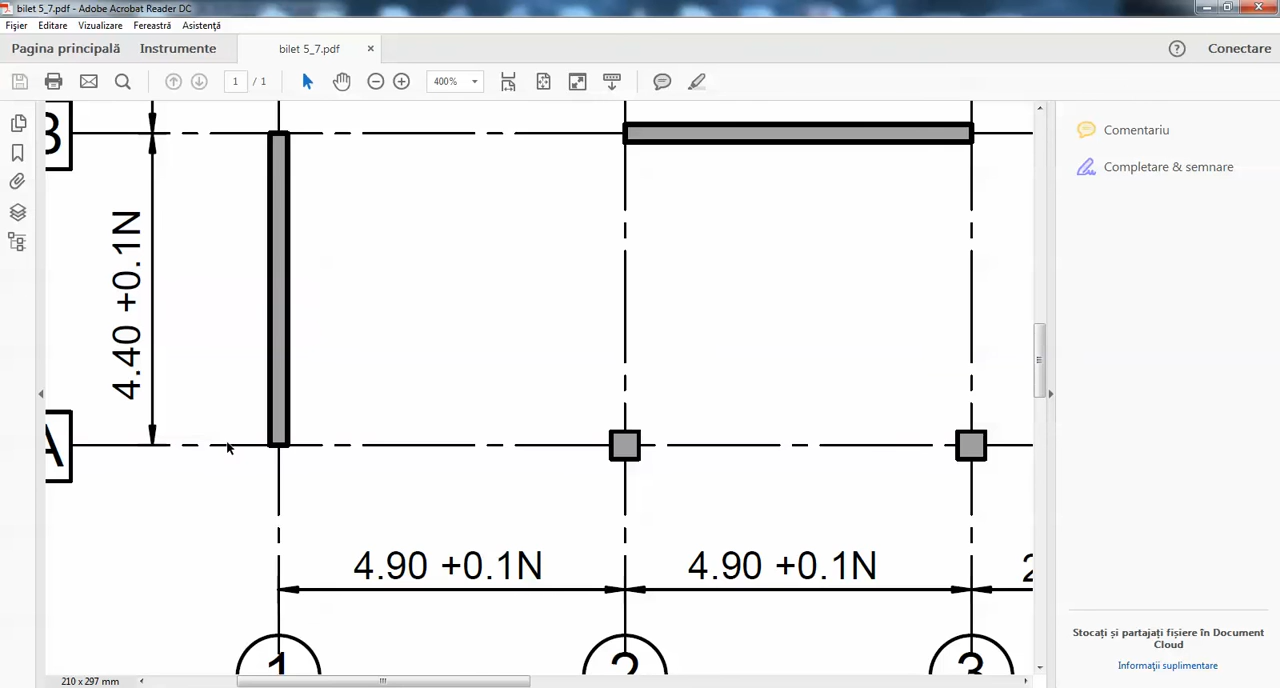 bilet 5_7.pdf - Adobe Acrobat Reader DC
Fișier Editare Vizualizare Fereastră Asistență
Pagina principală Instrumente bilet 5_7.pdf × Conectare
1 / 1 400%
B
4.40 +0.1N
A
4.90 +0.1N 4.90 +0.1N 2
1 2 3
210 x 297 mm
Comentariu
Completare & semnare
Stocați și partajați fișiere în Document
Cloud
Informații suplimentare